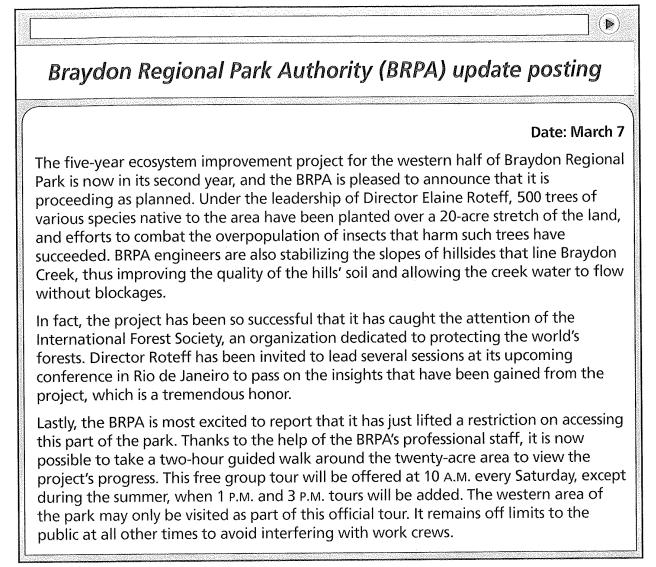 Braydon Regional Park Authority (BRPA) update posting
Date: March 7
The five-year ecosystem improvement project for the western half of Braydon Regional
Park is now in its second year, and the BRPA is pleased to announce that it is
proceeding as planned. Under the leadership of Director Elaine Roteff, 500 trees of
various species native to the area have been planted over a 20-acre stretch of the land,
and efforts to combat the overpopulation of insects that harm such trees have
succeeded. BRPA engineers are also stabilizing the slopes of hillsides that line Braydon
Creek, thus improving the quality of the hills' soil and allowing the creek water to flow
without blockages.
In fact, the project has been so successful that it has caught the attention of the
International Forest Society, an organization dedicated to protecting the world's
forests. Director Roteff has been invited to lead several sessions at its upcoming
conference in Rio de Janeiro to pass on the insights that have been gained from the
project, which is a tremendous honor.
Lastly, the BRPA is most excited to report that it has just lifted a restriction on accessing
this part of the park. Thanks to the help of the BRPA's professional staff, it is now
possible to take a two-hour guided walk around the twenty-acre area to view the
project's progress. This free group tour will be offered at 10 A.M. every Saturday, except
during the summer, when 1 P.M. and 3 P.M. tours will be added. The western area of
the park may only be visited as part of this official tour. It remains off limits to the
public at all other times to avoid interfering with work crews.